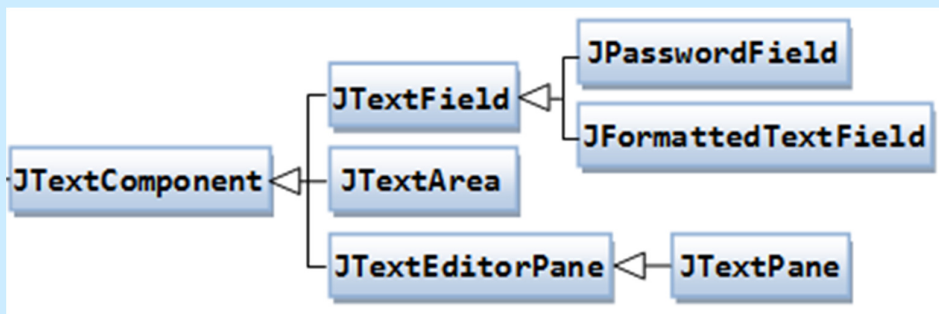 JPasswordField
JTextField
JFormattedTextField
JTextComponent
JTextArea
JTextEditorPane
JTextPane